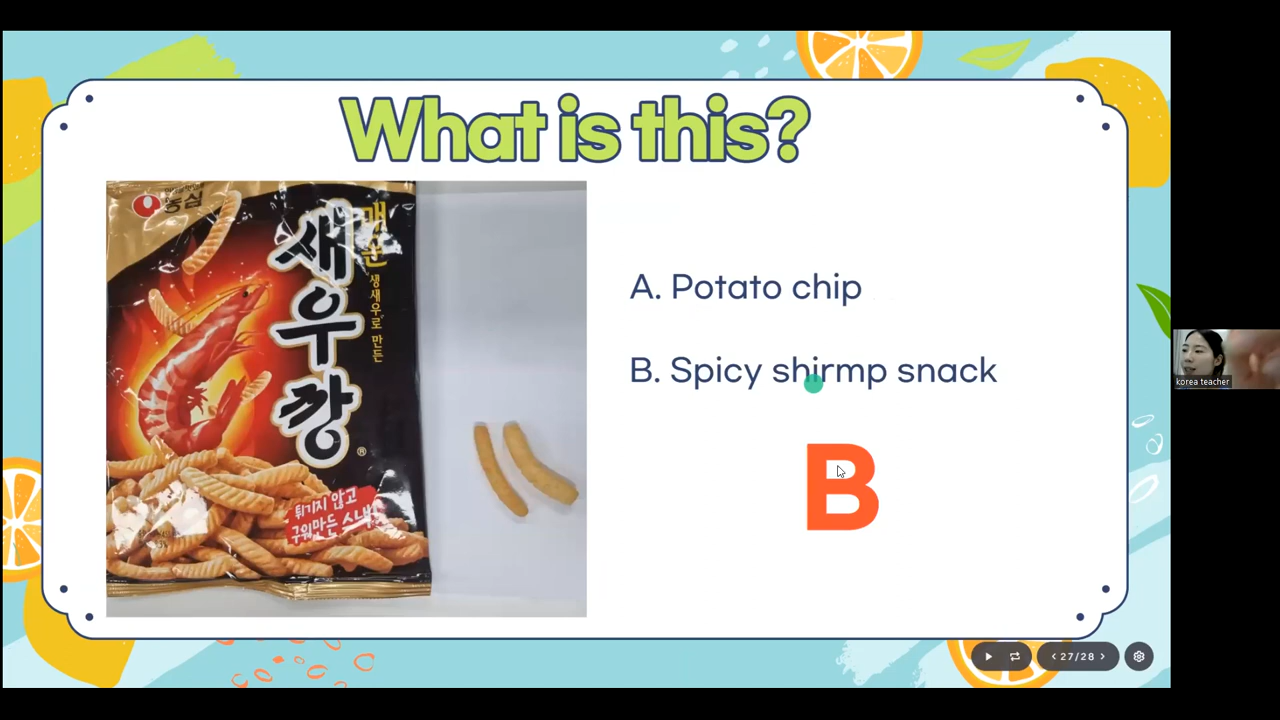 What is this?
농심
매운
새우깡
®
생새우로 만든
튀기지 않고
구워만든 스낵
A. Potato chip
B. Spicy shirmp snack
B
korea teacher
27/28